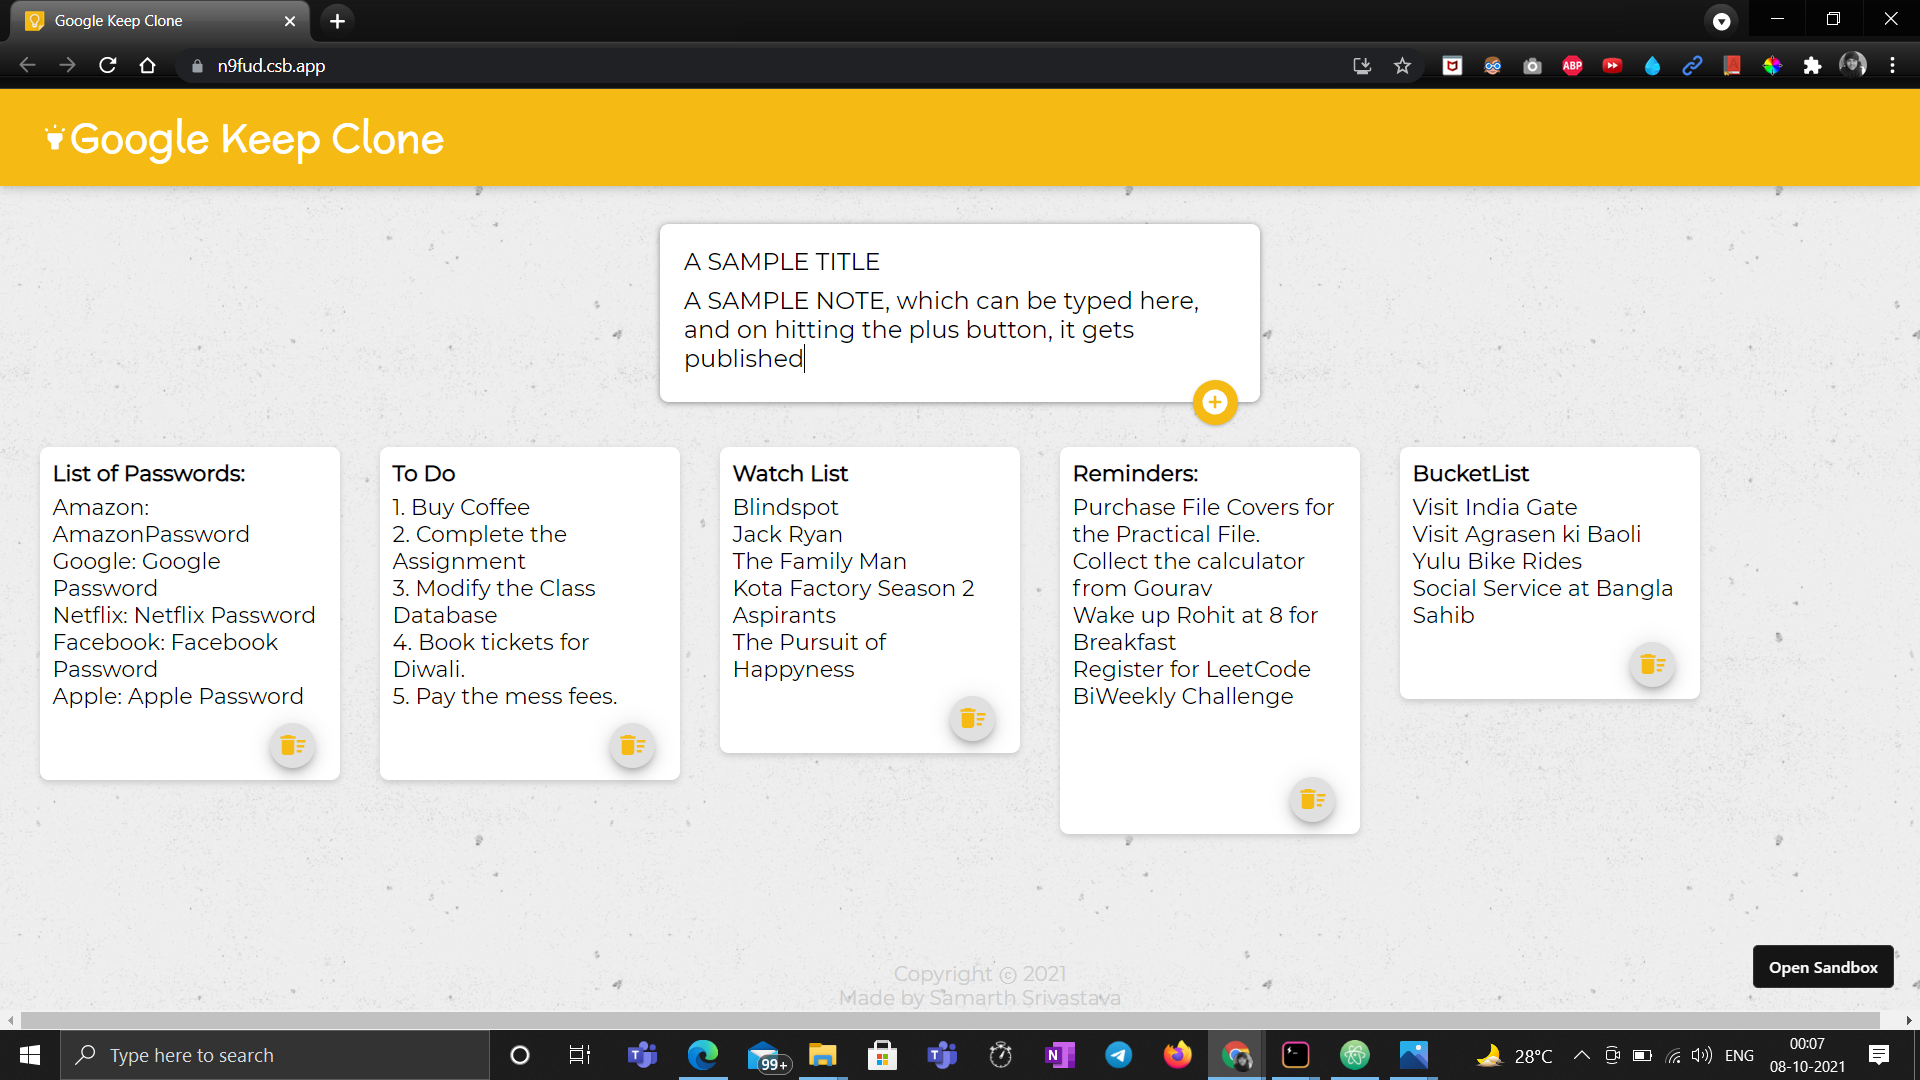 Google Keep Clone
n9fud.csb.app
ABP
Google Keep Clone
A SAMPLE TITLE
A SAMPLE NOTE, which can be typed here,
and on hitting the plus button, it gets
published
List of Passwords:
Amazon:
AmazonPassword
Google: Google
Password
Netflix: Netflix Password
Facebook: Facebook
Password
Apple: Apple Password
To Do
1. Buy Coffee
2. Complete the
Assignment
3. Modify the Class
Database
4. Book tickets for
Diwali.
5. Pay the mess fees.
Watch List
Blindspot
Jack Ryan
The Family Man
Kota Factory Season 2
Aspirants
The Pursuit of
Happyness
Reminders:
Purchase File Covers for
the Practical File.
Collect the calculator
from Gourav
Wake up Rohit at 8 for
Breakfast
Register for LeetCode
BiWeekly Challenge
BucketList
Visit India Gate
Visit Agrasen ki Baoli
Yulu Bike Rides
Social Service at Bangla
Sahib
Copyright © 2021
Made by Samarth Srivastava
Open Sandbox
Type here to search
99+
28°C
ENG
00:07
08-10-2021